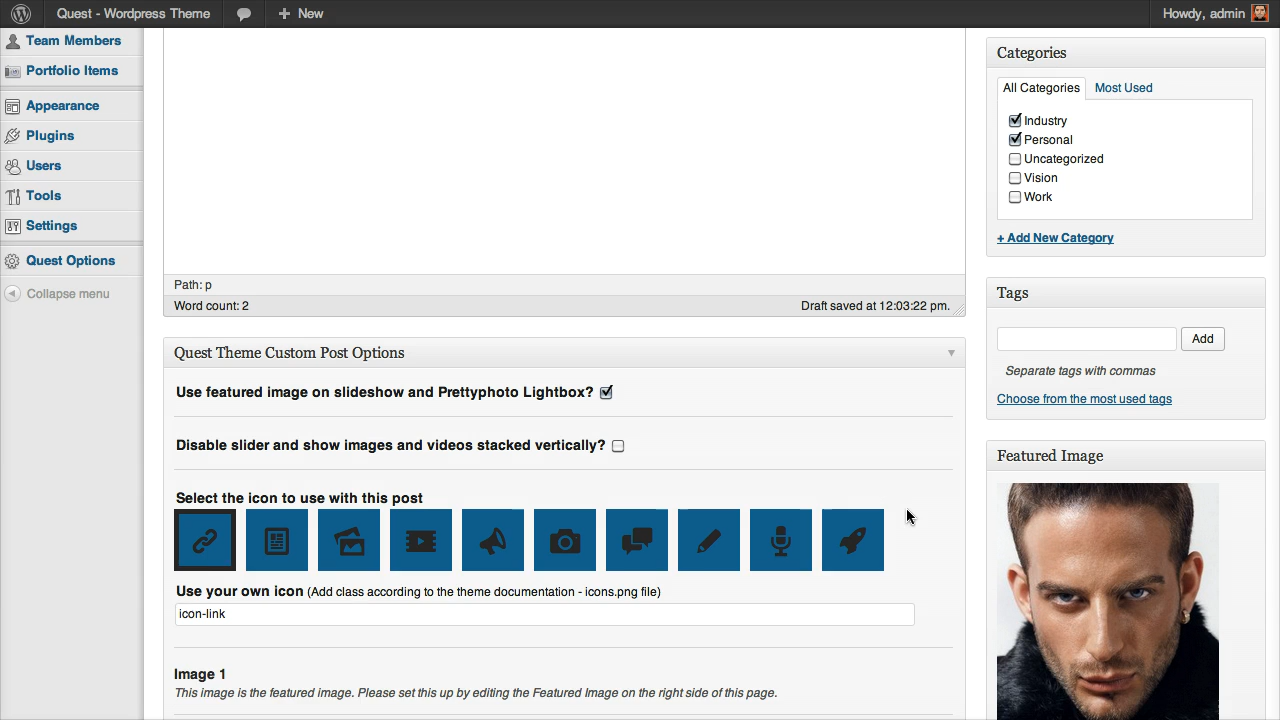 Quest - Wordpress Theme
New
Howdy, admin
Team Members
Portfolio Items
Appearance
Plugins
Users
Tools
Settings
Quest Options
Collapse menu
Path: p
Word count: 2
Draft saved at 12:03:22 pm.
Quest Theme Custom Post Options
Use featured image on slideshow and Prettyphoto Lightbox?
Disable slider and show images and videos stacked vertically?
Select the icon to use with this post
Use your own icon (Add class according to the theme documentation - icons.png file)
icon-link
Image 1
This image is the featured image. Please set this up by editing the Featured Image on the right side of this page.
Categories
All Categories
Most Used
Industry
Personal
Uncategorized
Vision
Work
+ Add New Category
Tags
Add
Separate tags with commas
Choose from the most used tags
Featured Image